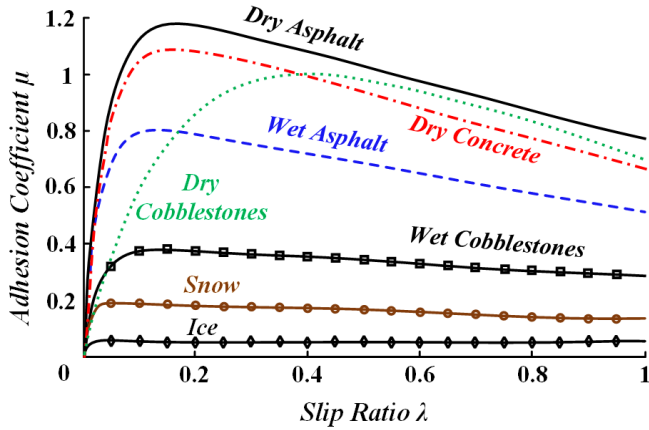 1.2
1
0.8
0.6
0.4
0.2
0
Adhesion Coefficient μ
Dry Asphalt
Dry Concrete
Wet Asphalt
Dry
Cobblestones
Wet Cobblestones
Snow
Ice
0.2 0.4 0.6 0.8 1
Slip Ratio λ